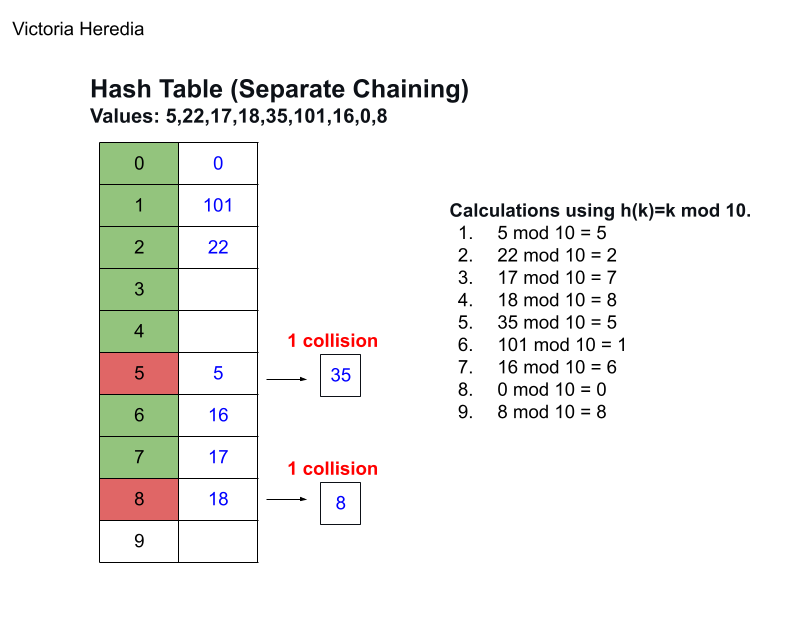 Victoria Heredia
Hash Table (Separate Chaining)
Values: 5,22,17,18,35,101,16,0,8
0 0
1 101
2 22
3
4
5 5 1 collision 35
6 16
7 17
8 18 1 collision 8
9
Calculations using h(k)=k mod 10.
1. 5 mod 10 = 5
2. 22 mod 10 = 2
3. 17 mod 10 = 7
4. 18 mod 10 = 8
5. 35 mod 10 = 5
6. 101 mod 10 = 1
7. 16 mod 10 = 6
8. 0 mod 10 = 0
9. 8 mod 10 = 8